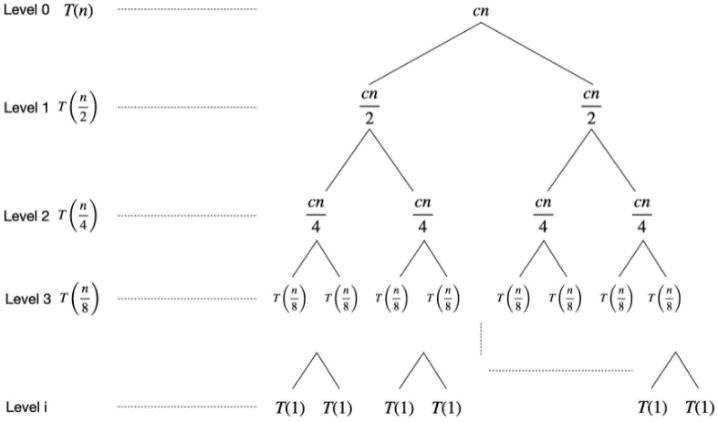 Level 0 T(n) cn
Level 1 T(n/2) cn/2 cn/2
Level 2 T(n/4) cn/4 cn/4 cn/4 cn/4
Level 3 T(n/8) T(n/8) T(n/8) T(n/8) T(n/8) T(n/8) T(n/8) T(n/8) T(n/8)
Level i T(1) T(1) T(1) T(1) T(1) T(1)